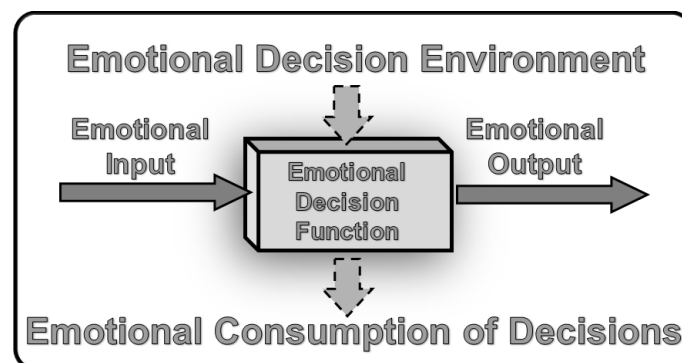 Emotional Decision Environment
Emotional
Input
Emotional
Decision
Function
Emotional
Output
Emotional Consumption of Decisions